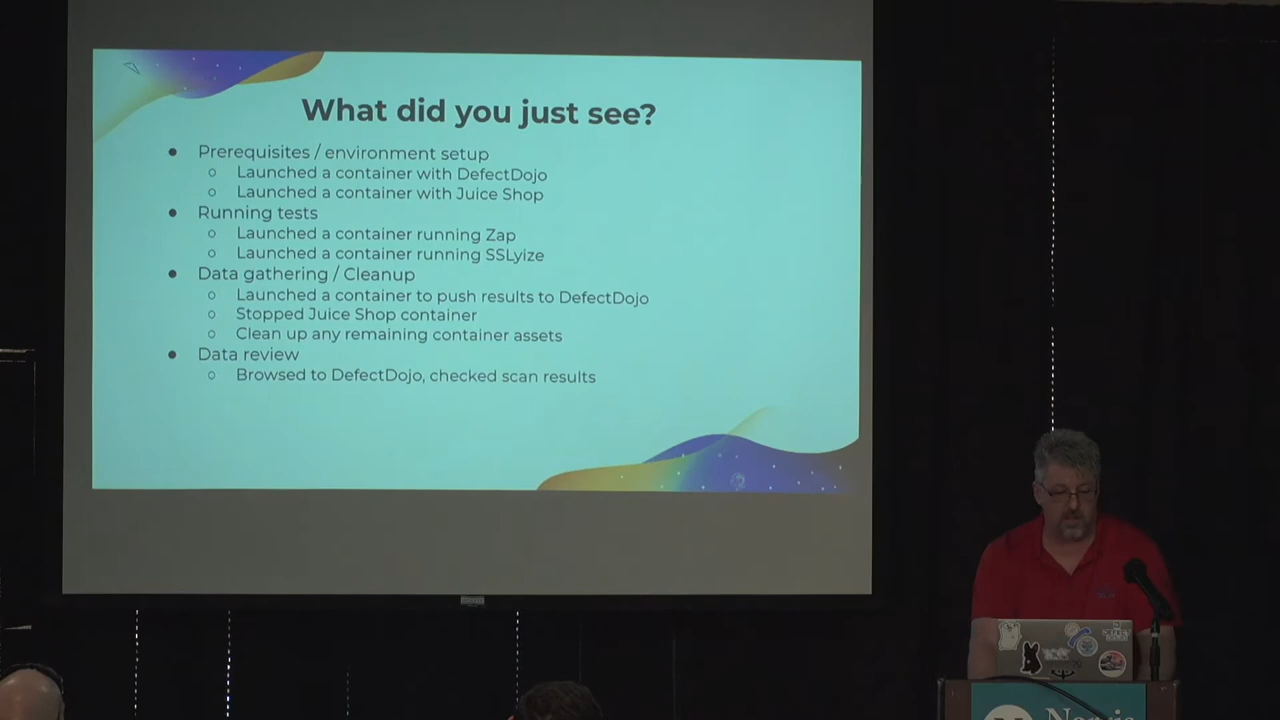 What did you just see?
Prerequisites / environment setup
Launched a container with DefectDojo
Launched a container with Juice Shop
Running tests
Launched a container running Zap
Launched a container running SSLyize
Data gathering / Cleanup
Launched a container to push results to DefectDojo
Stopped Juice Shop container
Clean up any remaining container assets
Data review
Browsed to DefectDojo, checked scan results